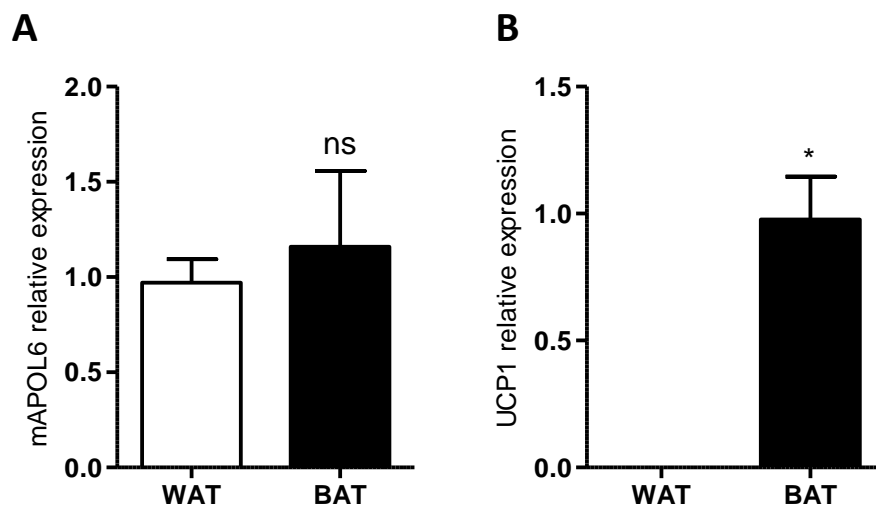 A
mAPOL6 relative expression
2.0
1.5
1.0
0.5
0.0
ns
WAT BAT
B
UCP1 relative expression
1.5
1.0
0.5
0.0
*
WAT BAT